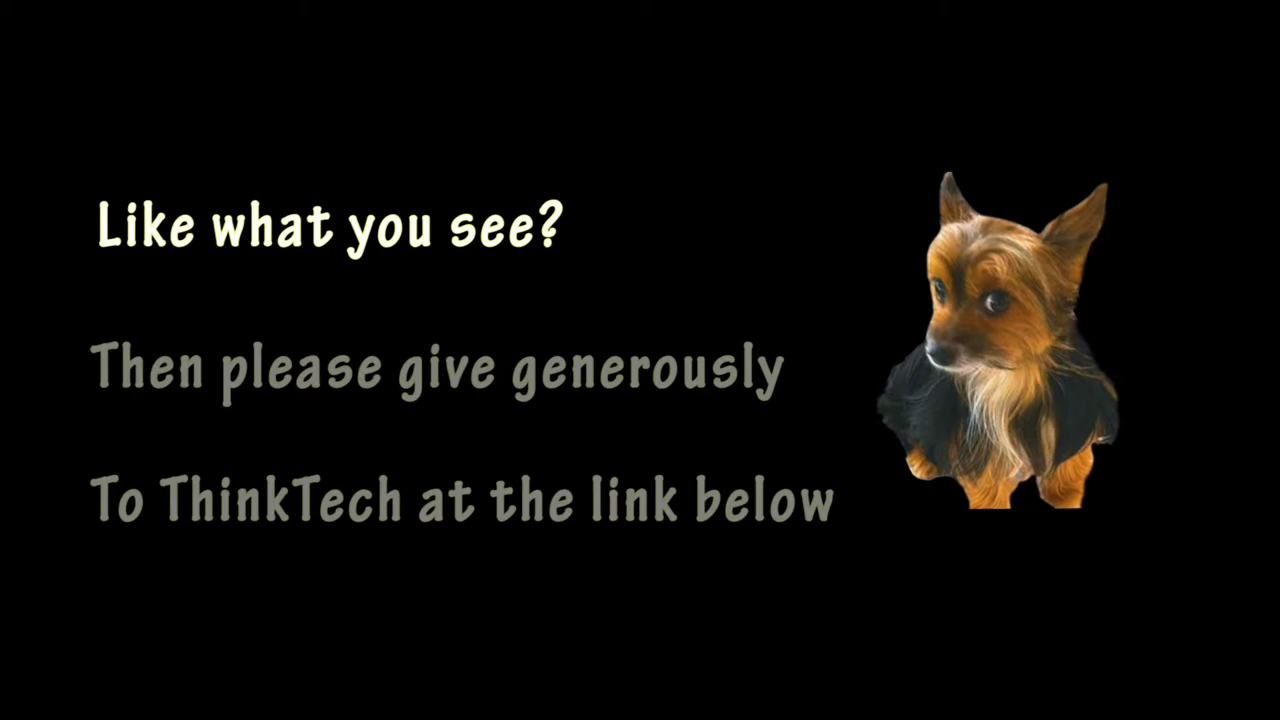 Like what you see?
Then please give generously
To ThinkTech at the link below